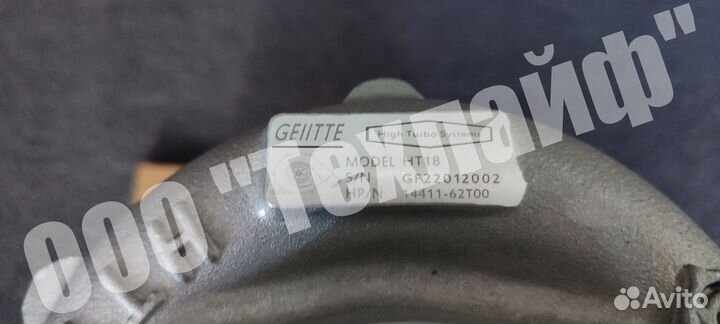 GEIITTE High Turbo Systems
MODEL HT18
S/N GF22012002
HP/N 14411-62T00
ООО "Техлайф"
Avito